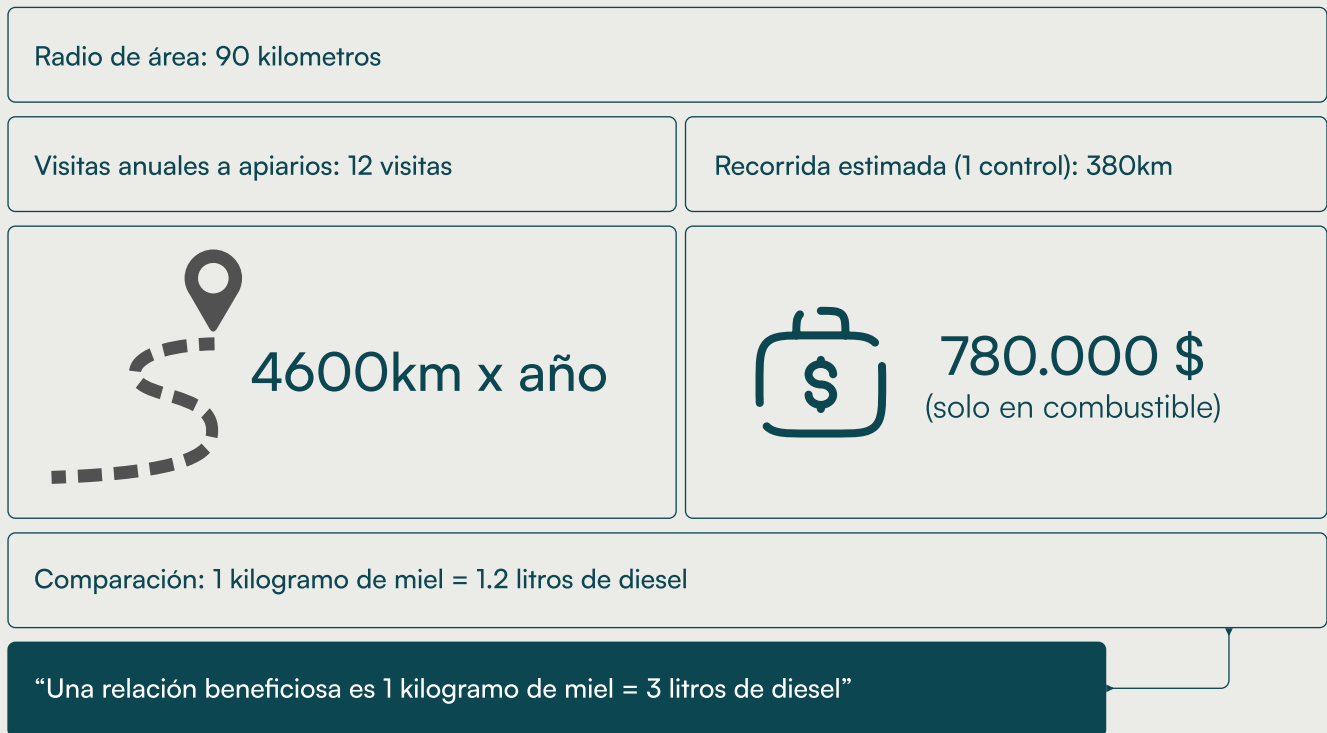 Radio de área: 90 kilometros
Visitas anuales a apiarios: 12 visitas
Recorrida estimada (1 control): 380km
4600km x año
$
780.000 $
(solo en combustible)
Comparación: 1 kilogramo de miel = 1.2 litros de diesel
“Una relación beneficiosa es 1 kilogramo de miel = 3 litros de diesel”